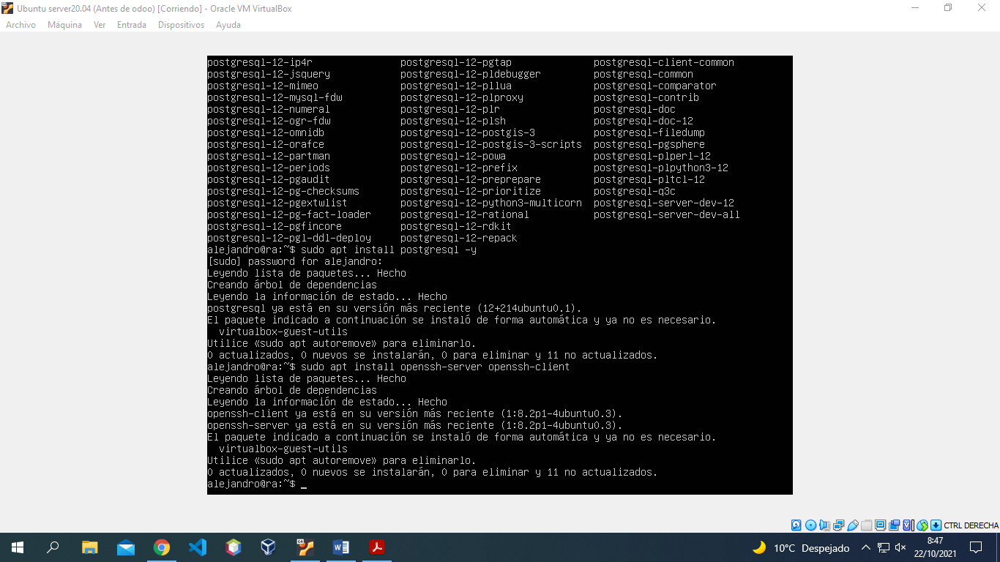 Ubuntu server20.04 (Antes de odoo) [Corriendo] - Oracle VM VirtualBox
Archivo Máquina Ver Entrada Dispositivos Ayuda
postgresql-12-ip4r postgresql-12-pgtap postgresql-client-common
postgresql-12-jsquery postgresql-12-pldebugger postgresql-common
postgresql-12-mimeo postgresql-12-pllua postgresql-comparator
postgresql-12-mysql-fdw postgresql-12-plproxy postgresql-contrib
postgresql-12-numeral postgresql-12-plr postgresql-doc
postgresql-12-ogr-fdw postgresql-12-plsh postgresql-doc-12
postgresql-12-omnidb postgresql-12-postgis-3 postgresql-filedump
postgresql-12-orafce postgresql-12-postgis-3-scripts postgresql-pgsphere
postgresql-12-partman postgresql-12-powa postgresql-plperl-12
postgresql-12-periods postgresql-12-prefix postgresql-plpython3-12
postgresql-12-pgaudit postgresql-12-preprepare postgresql-pltcl-12
postgresql-12-pg-checksums postgresql-12-prioritize postgresql-q3c
postgresql-12-pgextwlist postgresql-12-python3-multicorn postgresql-server-dev-12
postgresql-12-pg-fact-loader postgresql-12-rational postgresql-server-dev-all
postgresql-12-pgfincore postgresql-12-rdkit
postgresql-12-pgl-ddl-deploy postgresql-12-repack
alejandro@ra:~$ sudo apt install postgresql -y
[sudo] password for alejandro:
Leyendo lista de paquetes... Hecho
Creando árbol de dependencias
Leyendo la información de estado... Hecho
postgresql ya está en su versión más reciente (12+214ubuntu0.1).
El paquete indicado a continuación se instaló de forma automática y ya no es necesario.
virtualbox-guest-utils
Utilice «sudo apt autoremove» para eliminarlo.
0 actualizados, 0 nuevos se instalarán, 0 para eliminar y 11 no actualizados.
alejandro@ra:~$ sudo apt install openssh-server openssh-client
Leyendo lista de paquetes... Hecho
Creando árbol de dependencias
Leyendo la información de estado... Hecho
openssh-client ya está en su versión más reciente (1:8.2p1-4ubuntu0.3).
openssh-server ya está en su versión más reciente (1:8.2p1-4ubuntu0.3).
El paquete indicado a continuación se instaló de forma automática y ya no es necesario.
virtualbox-guest-utils
Utilice «sudo apt autoremove» para eliminarlo.
0 actualizados, 0 nuevos se instalarán, 0 para eliminar y 11 no actualizados.
alejandro@ra:~$ _
CTRL DERECHA
10°C Despejado
8:47
22/10/2021